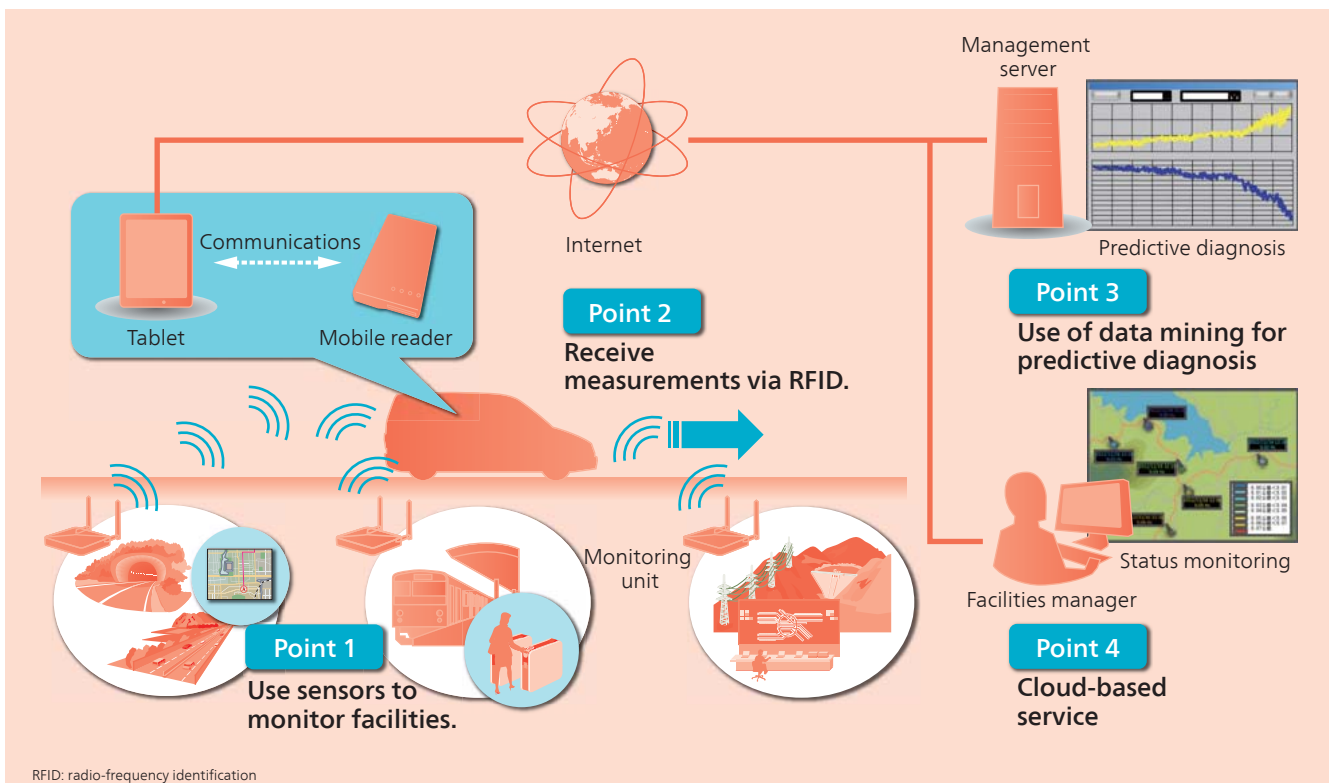 Management
server
Communications
Internet
Predictive diagnosis
Tablet
Mobile reader
Point 2
Receive
measurements via RFID.
Point 3
Use of data mining for
predictive diagnosis
Monitoring
unit
Status monitoring
Facilities manager
Point 1
Use sensors to
monitor facilities.
Point 4
Cloud-based
service
RFID: radio-frequency identification